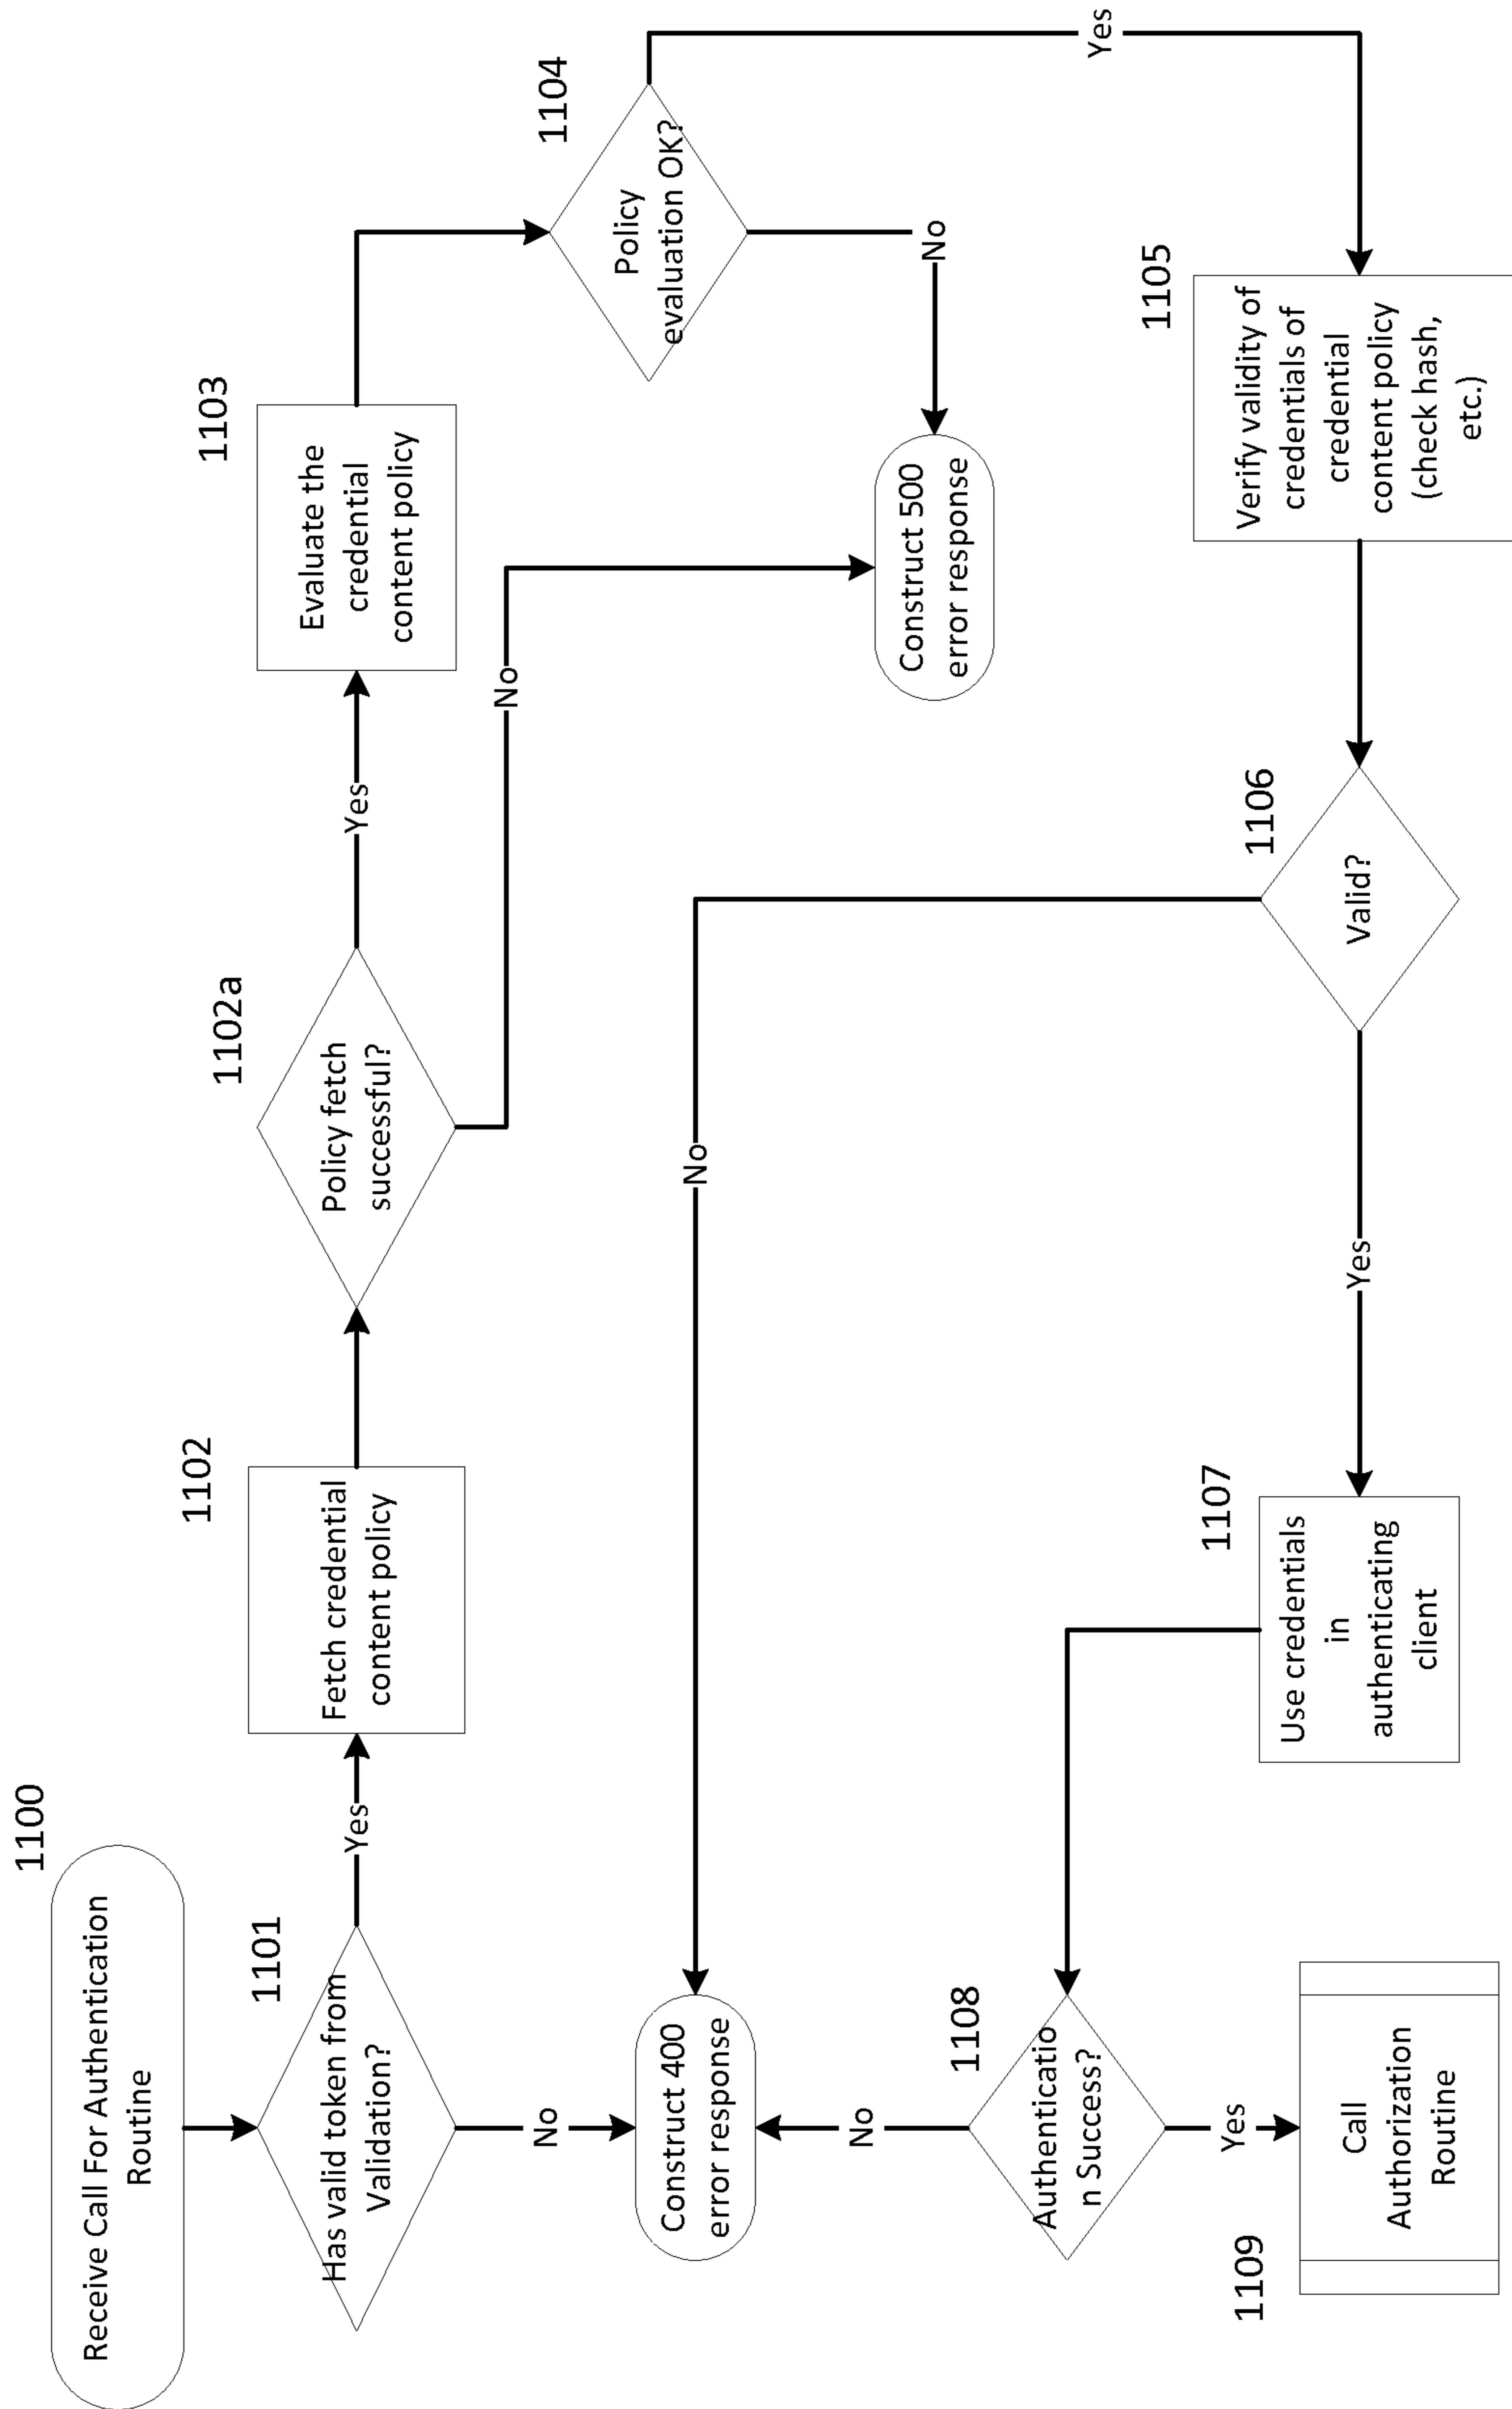 1100
Receive Call For Authentication
Routine
1101
Has valid token from
Validation?
Yes
No
1102
Fetch credential
content policy
1102a
Policy fetch
successful?
Yes
No
1103
Evaluate the
credential
content policy
1104
Policy
evaluation OK?
Yes
No
Construct 500
error response
1105
Verify validity of
credentials of
credential
content policy
(check hash,
etc.)
1106
Valid?
No
Yes
1107
Use credentials
in
authenticating
client
1108
Authenticatio
n Success?
No
Yes
Construct 400
error response
1109
Call
Authorization
Routine